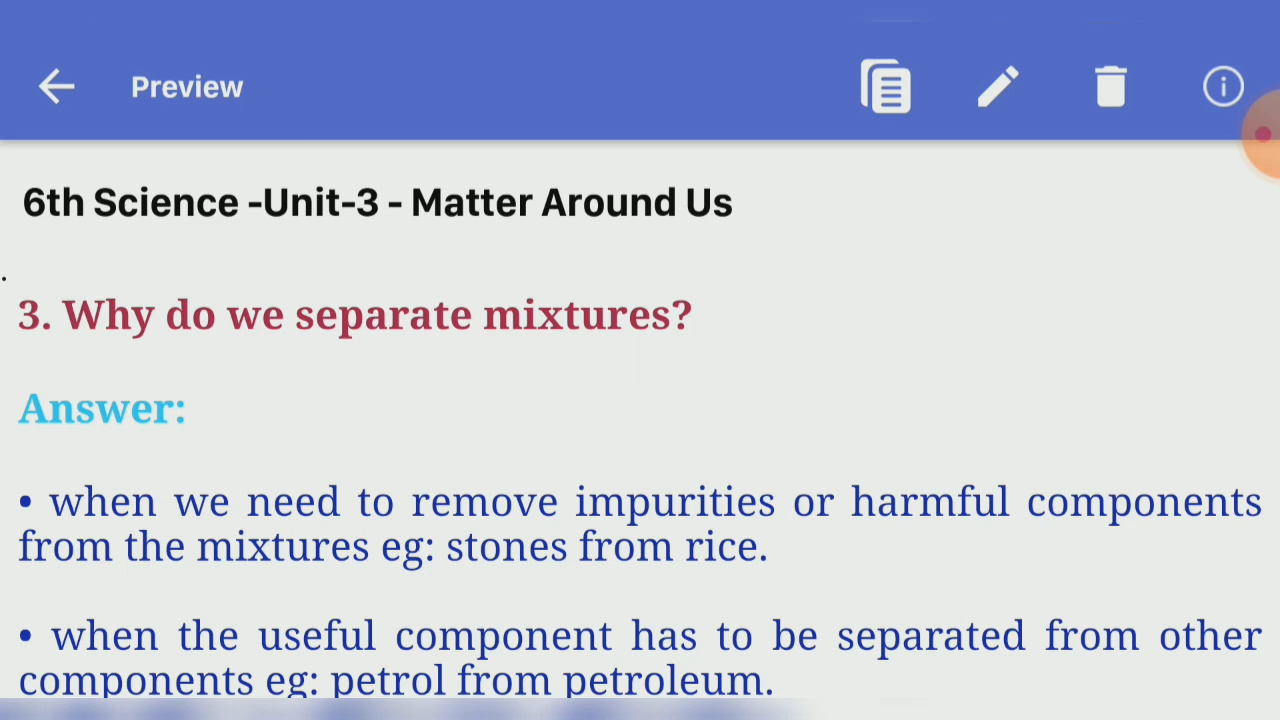 Preview
6th Science -Unit-3 - Matter Around Us
.
3. Why do we separate mixtures?
Answer:
• when we need to remove impurities or harmful components
from the mixtures eg: stones from rice.
• when the useful component has to be separated from other
components eg: petrol from petroleum.